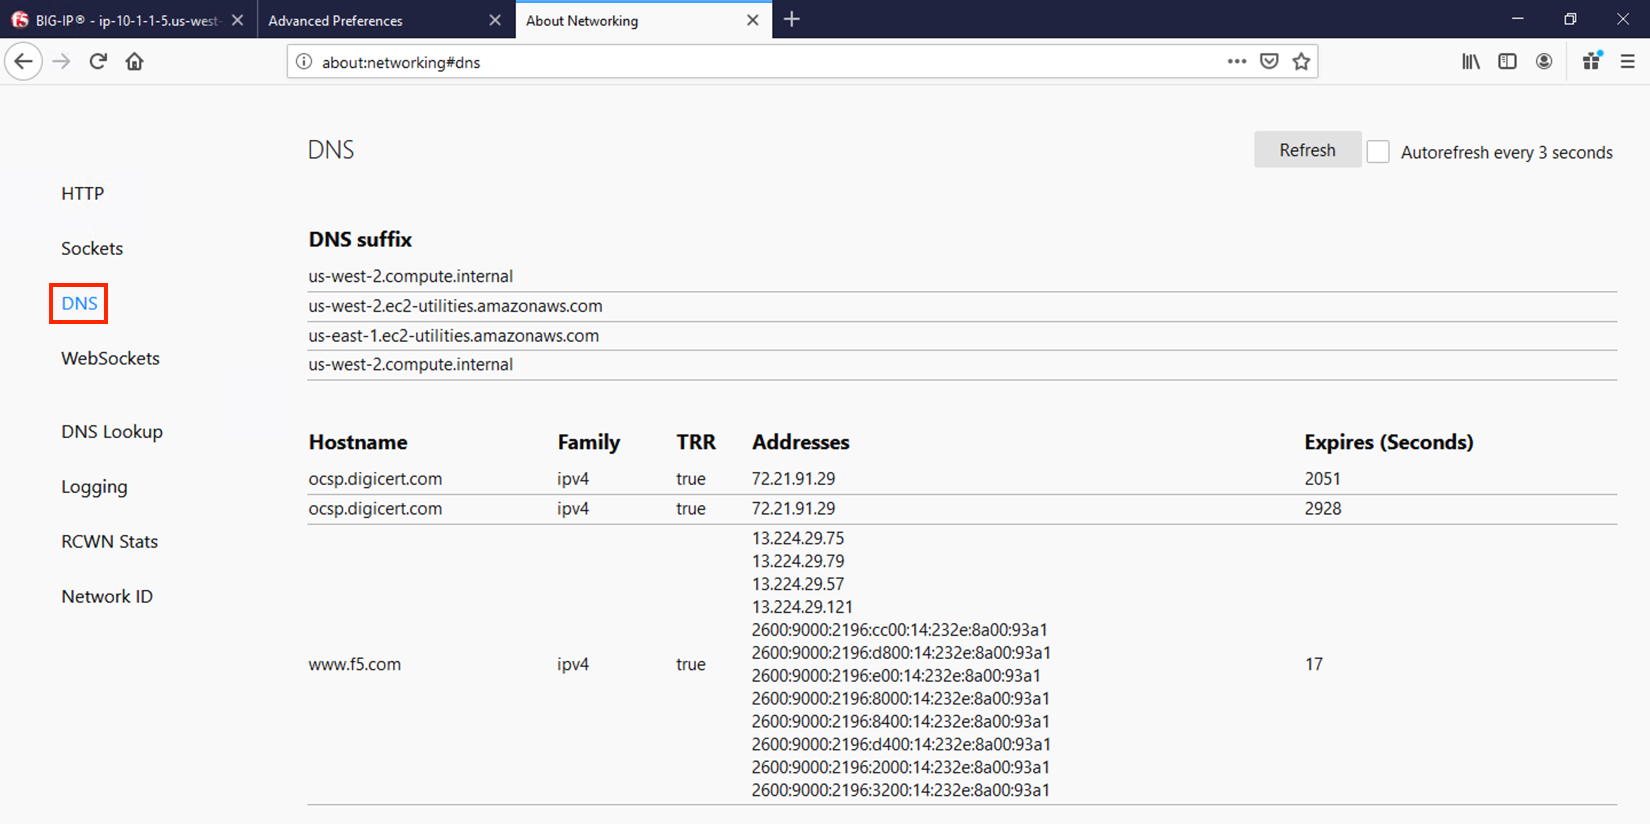 BIG-IP® - ip-10-1-1-5.us-west-
Advanced Preferences
About Networking
about:networking#dns
DNS
Refresh
Autorefresh every 3 seconds
HTTP
Sockets
DNS
WebSockets
DNS Lookup
Logging
RCWN Stats
Network ID
DNS suffix
us-west-2.compute.internal
us-west-2.ec2-utilities.amazonaws.com
us-east-1.ec2-utilities.amazonaws.com
us-west-2.compute.internal
Hostname Family TRR Addresses Expires (Seconds)
ocsp.digicert.com ipv4 true 72.21.91.29 2051
ocsp.digicert.com ipv4 true 72.21.91.29 2928
13.224.29.75
13.224.29.79
13.224.29.57
13.224.29.121
2600:9000:2196:cc00:14:232e:8a00:93a1
2600:9000:2196:d800:14:232e:8a00:93a1
2600:9000:2196:e00:14:232e:8a00:93a1
www.f5.com ipv4 true 17
2600:9000:2196:8000:14:232e:8a00:93a1
2600:9000:2196:8400:14:232e:8a00:93a1
2600:9000:2196:d400:14:232e:8a00:93a1
2600:9000:2196:2000:14:232e:8a00:93a1
2600:9000:2196:3200:14:232e:8a00:93a1